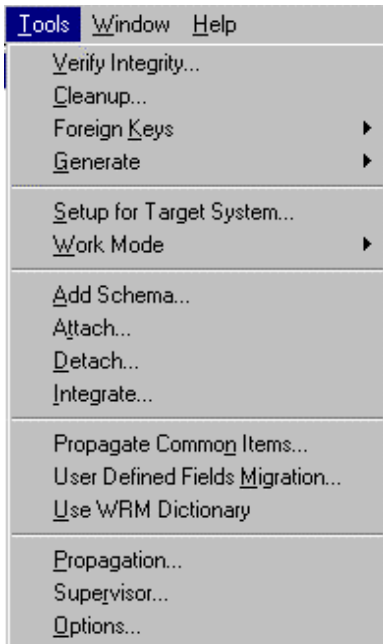 Tools Window Help
Verify Integrity...
Cleanup...
Foreign Keys
Generate
Setup for Target System...
Work Mode
Add Schema...
Attach...
Detach...
Integrate...
Propagate Common Items...
User Defined Fields Migration...
Use WRM Dictionary
Propagation...
Supervisor...
Options...